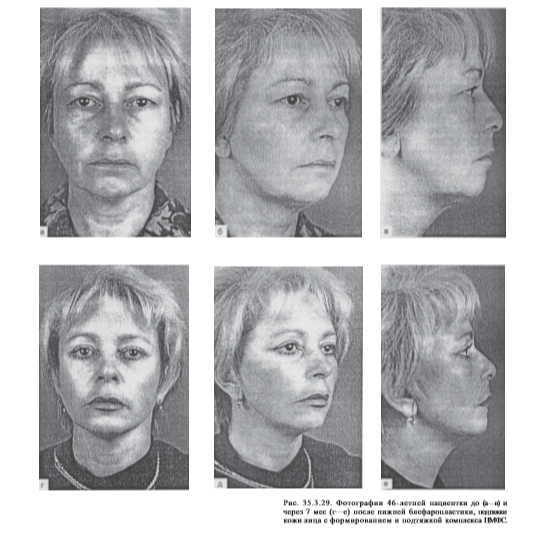 а
б
в
г
д
е
Рис. 35.3.29. Фотографии 46-летней пациентки до (а—в) и
через 7 мес (г—е) после нижней блефаропластики, подтяжки
кожи лица с формированием и подтяжкой комплекса ПМФС.